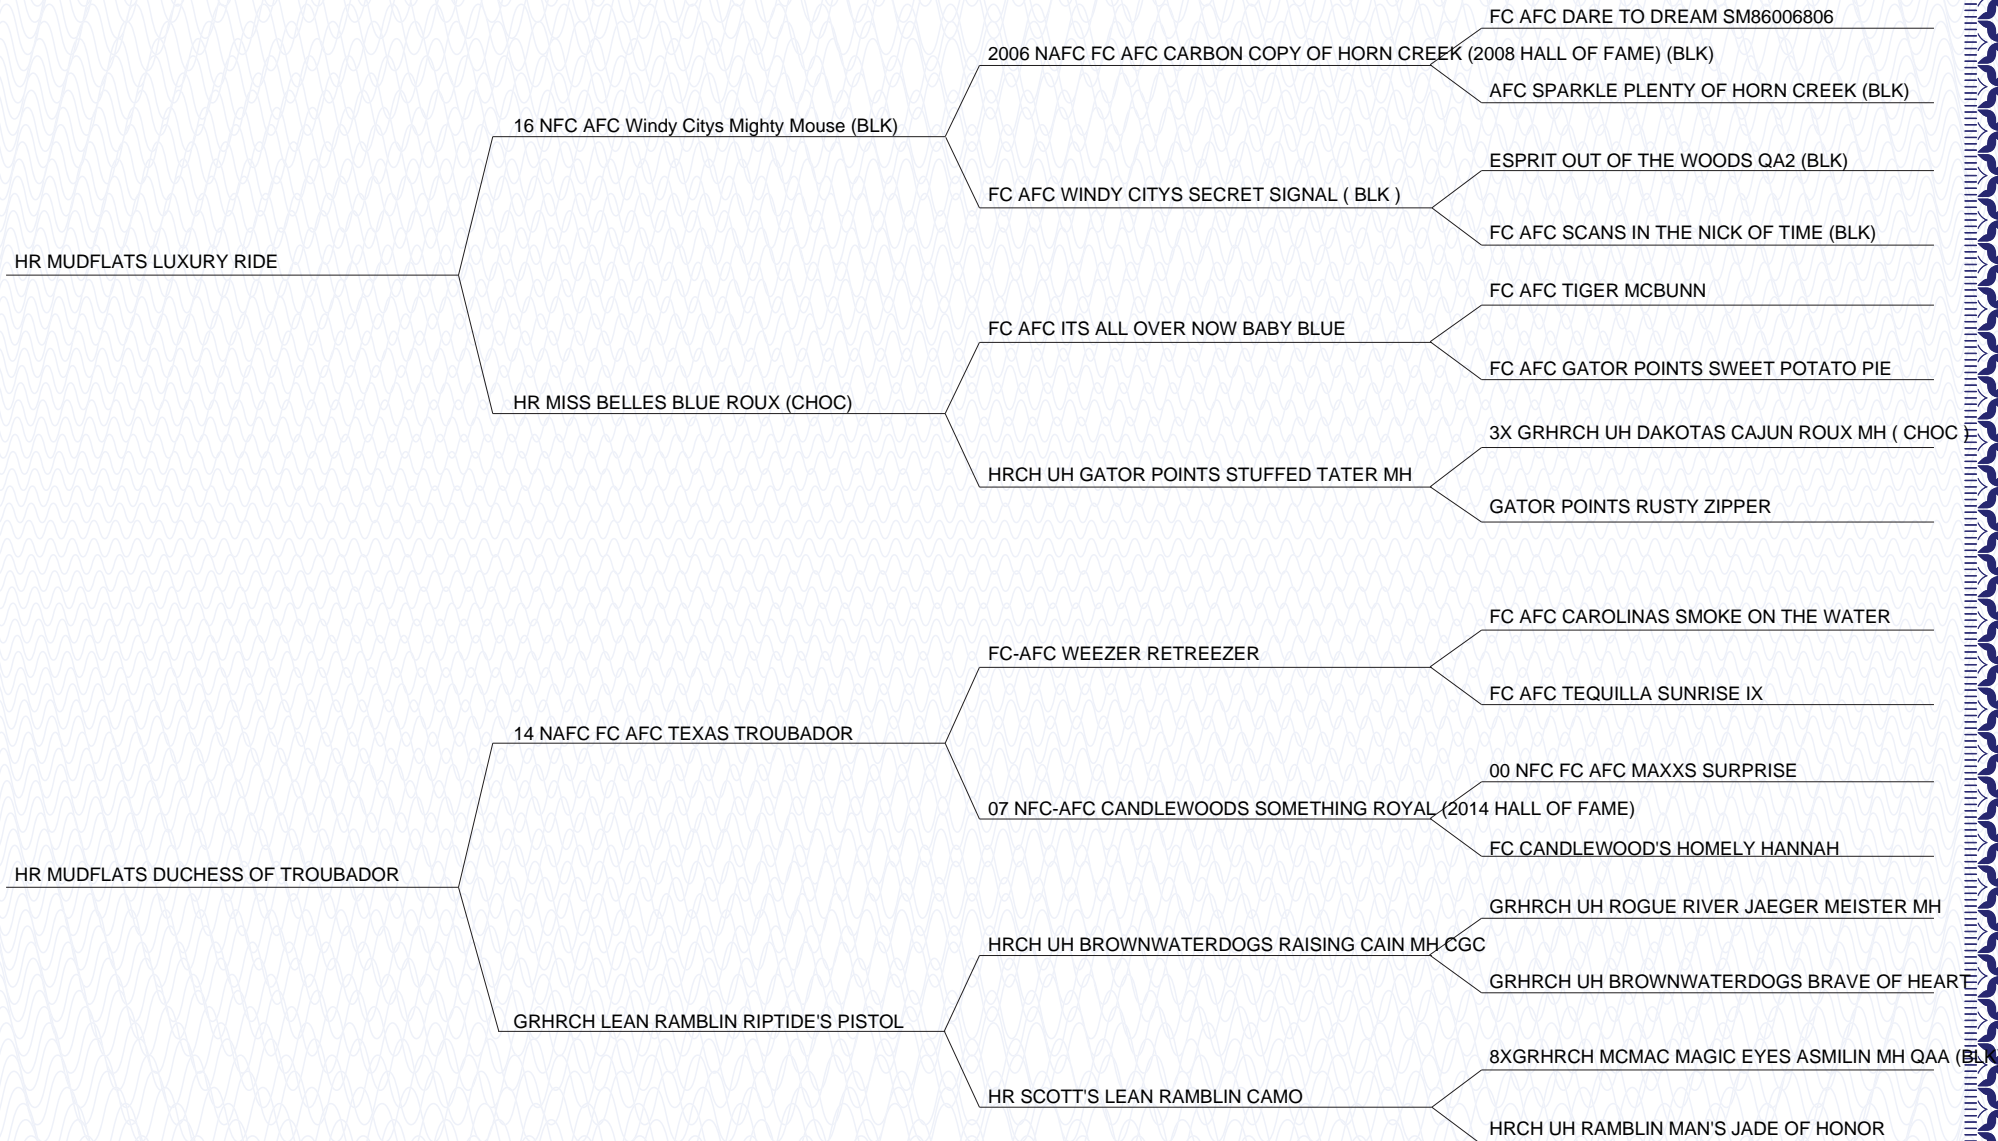 FC AFC DARE TO DREAM SM86006806
2006 NAFC FC AFC CARBON COPY OF HORN CREEK (2008 HALL OF FAME) (BLK)
AFC SPARKLE PLENTY OF HORN CREEK (BLK)
16 NFC AFC Windy Citys Mighty Mouse (BLK)
ESPRIT OUT OF THE WOODS QA2 (BLK)
FC AFC WINDY CITYS SECRET SIGNAL ( BLK )
FC AFC SCANS IN THE NICK OF TIME (BLK)
HR MUDFLATS LUXURY RIDE
FC AFC TIGER MCBUNN
FC AFC ITS ALL OVER NOW BABY BLUE
FC AFC GATOR POINTS SWEET POTATO PIE
HR MISS BELLES BLUE ROUX (CHOC)
3X GRHRCH UH DAKOTAS CAJUN ROUX MH ( CHOC )
HRCH UH GATOR POINTS STUFFED TATER MH
GATOR POINTS RUSTY ZIPPER
FC AFC CAROLINAS SMOKE ON THE WATER
FC-AFC WEEZER RETREEZER
FC AFC TEQUILLA SUNRISE IX
14 NAFC FC AFC TEXAS TROUBADOR
00 NFC FC AFC MAXXS SURPRISE
07 NFC-AFC CANDLEWOODS SOMETHING ROYAL (2014 HALL OF FAME)
FC CANDLEWOOD'S HOMELY HANNAH
HR MUDFLATS DUCHESS OF TROUBADOR
GRHRCH UH ROGUE RIVER JAEGER MEISTER MH
HRCH UH BROWNWATERDOGS RAISING CAIN MH CGC
GRHRCH UH BROWNWATERDOGS BRAVE OF HEART
GRHRCH LEAN RAMBLIN RIPTIDE'S PISTOL
8XGRHRCH MCMAC MAGIC EYES ASMILIN MH QAA (BLK
HR SCOTT'S LEAN RAMBLIN CAMO
HRCH UH RAMBLIN MAN'S JADE OF HONOR